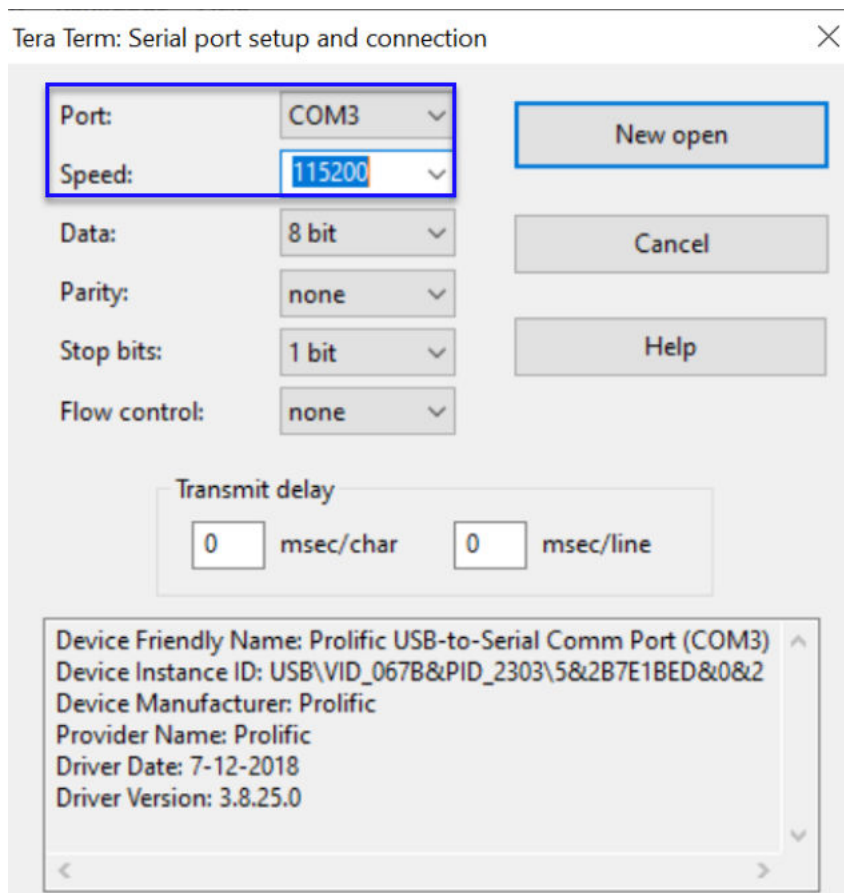 Tera Term: Serial port setup and connection
Port: COM3
New open
Speed: 115200
Data: 8 bit
Cancel
Parity: none
Stop bits: 1 bit
Help
Flow control: none
Transmit delay
0 msec/char 0 msec/line
Device Friendly Name: Prolific USB-to-Serial Comm Port (COM3)
Device Instance ID: USB\VID_067B&PID_2303\5&2B7E1BED&0&2
Device Manufacturer: Prolific
Provider Name: Prolific
Driver Date: 7-12-2018
Driver Version: 3.8.25.0